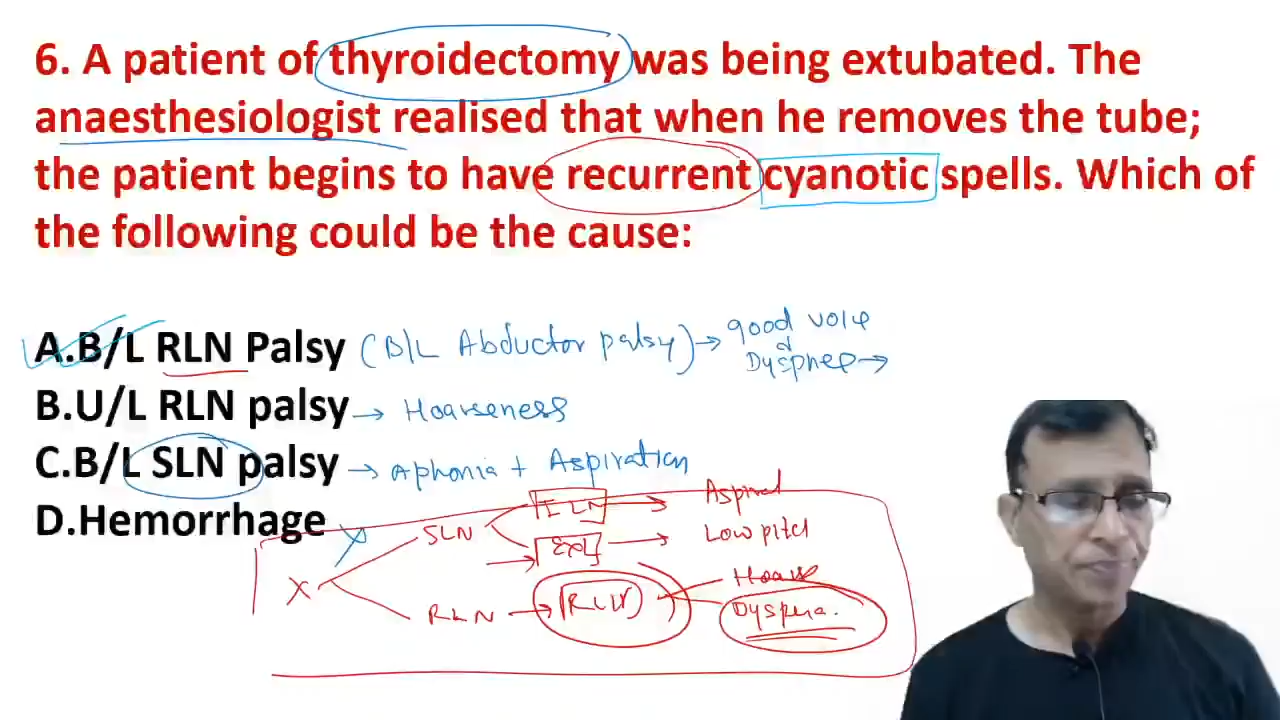 6. A patient of thyroidectomy was being extubated. The
anaesthesiologist realised that when he removes the tube;
the patient begins to have recurrent cyanotic spells. Which of
the following could be the cause:
A.B/L RLN Palsy (B/L Abductor palsy) → good voice
&
Dyspnea →
B.U/L RLN palsy → Hoarseness
C.B/L SLN palsy → Aphonia + Aspiration
D.Hemorrhage
X
SLN
ILN → Aspirat
→ Low pitch
RLN → RLN
Hoarse